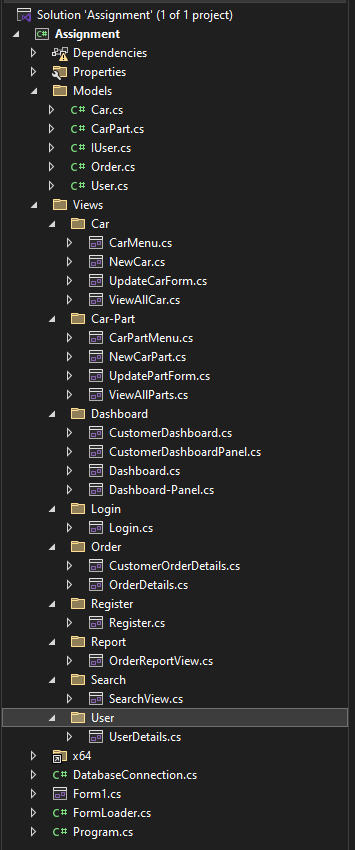 Solution 'Assignment' (1 of 1 project)
C# Assignment
Dependencies
Properties
Models
C# Car.cs
C# CarPart.cs
C# IUser.cs
C# Order.cs
C# User.cs
Views
Car
CarMenu.cs
NewCar.cs
UpdateCarForm.cs
ViewAllCar.cs
Car-Part
CarPartMenu.cs
NewCarPart.cs
UpdatePartForm.cs
ViewAllParts.cs
Dashboard
CustomerDashboard.cs
CustomerDashboardPanel.cs
Dashboard.cs
Dashboard-Panel.cs
Login
Login.cs
Order
CustomerOrderDetails.cs
OrderDetails.cs
Register
Register.cs
Report
OrderReportView.cs
Search
SearchView.cs
User
UserDetails.cs
x64
C# DatabaseConnection.cs
Form1.cs
C# FormLoader.cs
C# Program.cs